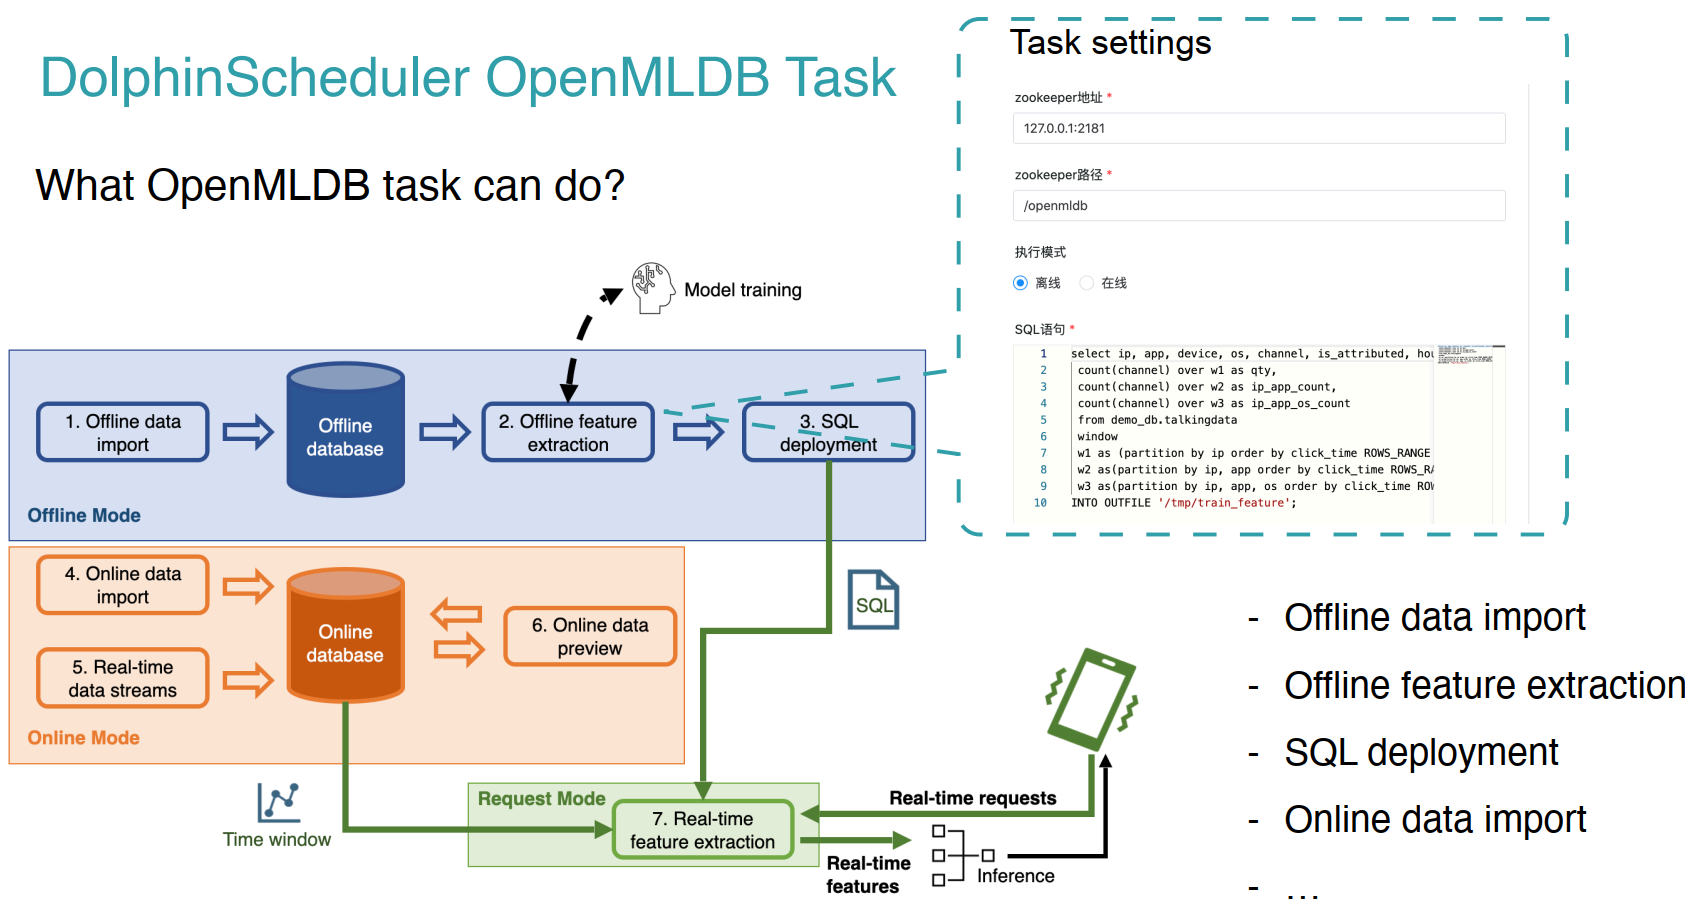 DolphinScheduler OpenMLDB Task
What OpenMLDB task can do?
Task settings
zookeeper地址 *
127.0.0.1:2181
zookeeper路径 *
/openmldb
执行模式
离线 在线
SQL语句 *
1 select ip, app, device, os, channel, is_attributed,
2 count(channel) over w1 as qty,
3 count(channel) over w2 as ip_app_count,
4 count(channel) over w3 as ip_app_os_count
5 from demo_db.talkingdata
6 window
7 w1 as (partition by ip order by click_time ROWS_RANGE
8 w2 as(partition by ip, app order by click_time
9 w3 as(partition by ip, app, os order by click_time
10 INTO OUTFILE '/tmp/train_feature';
Model training
1. Offline data
import
Offline
database
2. Offline feature
extraction
3. SQL
deployment
Offline Mode
4. Online data
import
5. Real-time
data streams
Online
database
6. Online data
preview
Online Mode
SQL
Time window
Request Mode
7. Real-time
feature extraction
Real-time requests
Real-time
features
Inference
- Offline data import
- Offline feature extraction
- SQL deployment
- Online data import
- ...